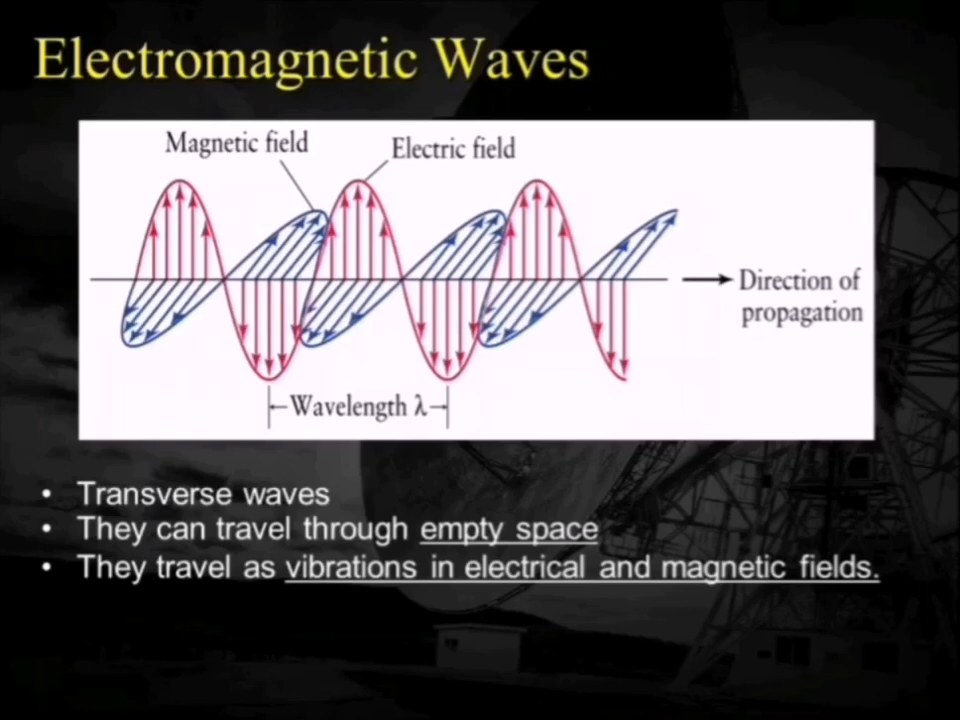 Electromagnetic Waves
Magnetic field
Electric field
Direction of
propagation
Wavelength λ
• Transverse waves
• They can travel through empty space
• They travel as vibrations in electrical and magnetic fields.